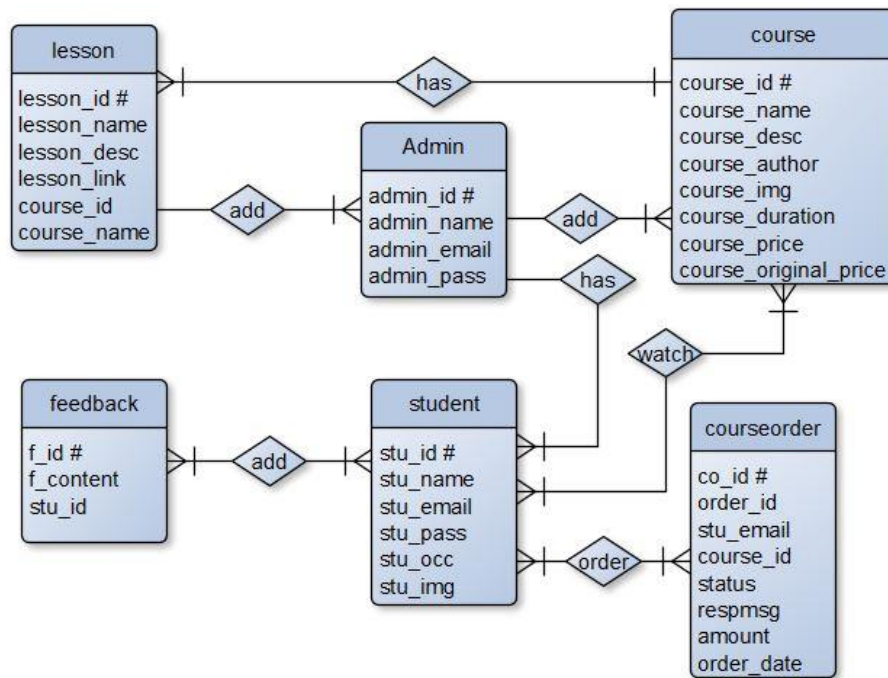 lesson
lesson_id #
lesson_name
lesson_desc
lesson_link
course_id
course_name
has
course
course_id #
course_name
course_desc
course_author
course_img
course_duration
course_price
course_original_price
add
Admin
admin_id #
admin_name
admin_email
admin_pass
add
has
watch
feedback
f_id #
f_content
stu_id
add
student
stu_id #
stu_name
stu_email
stu_pass
stu_occ
stu_img
order
courseorder
co_id #
order_id
stu_email
course_id
status
respmsg
amount
order_date